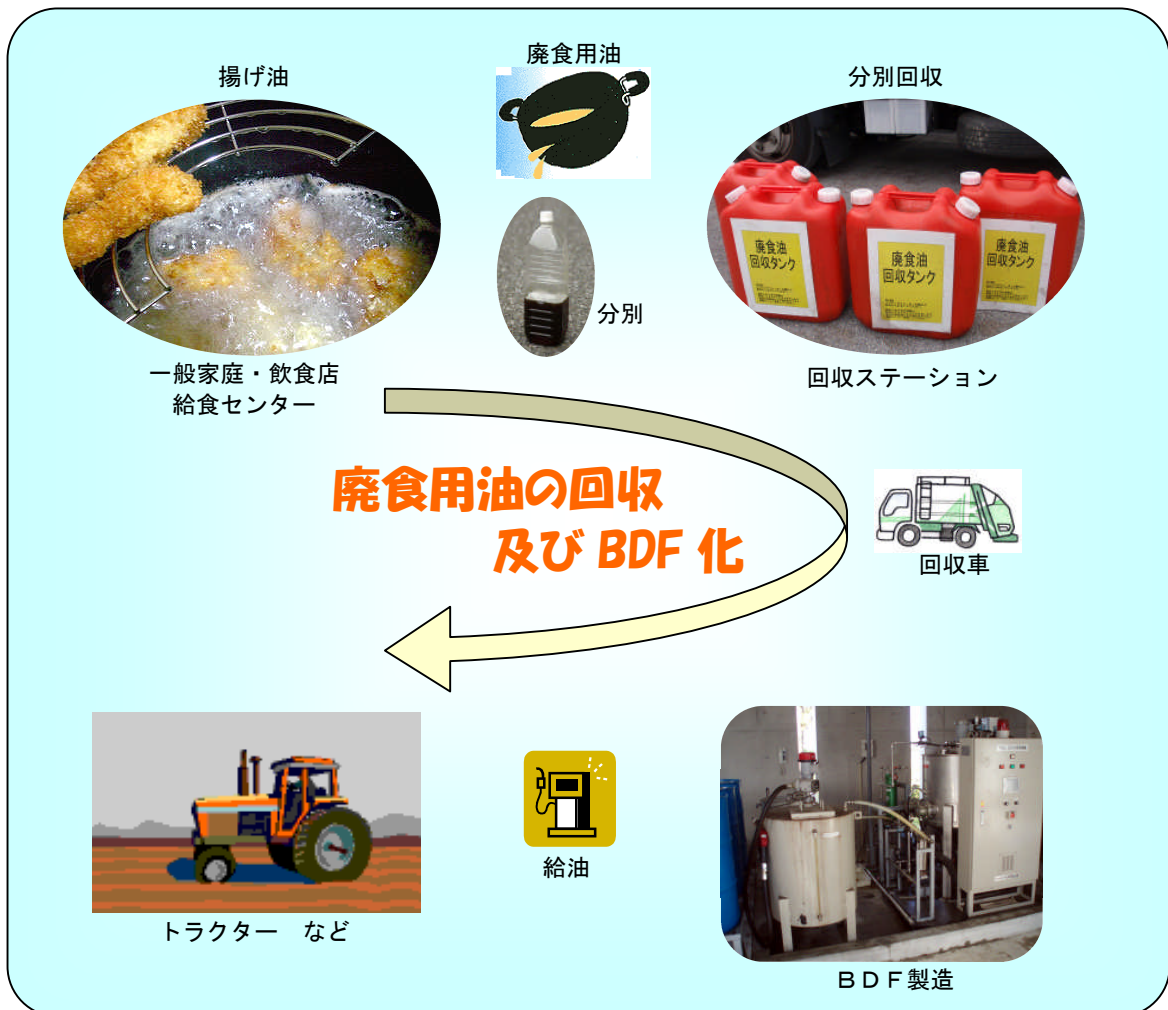 廃食用油
揚げ油
分別回収
廃食油
回収タンク
廃食油
回収タンク
廃食油
回収タンク
分別
一般家庭・飲食店
給食センター
回収ステーション
廃食用油の回収
及び BDF 化
回収車
給油
トラクター　など
ＢＤＦ製造